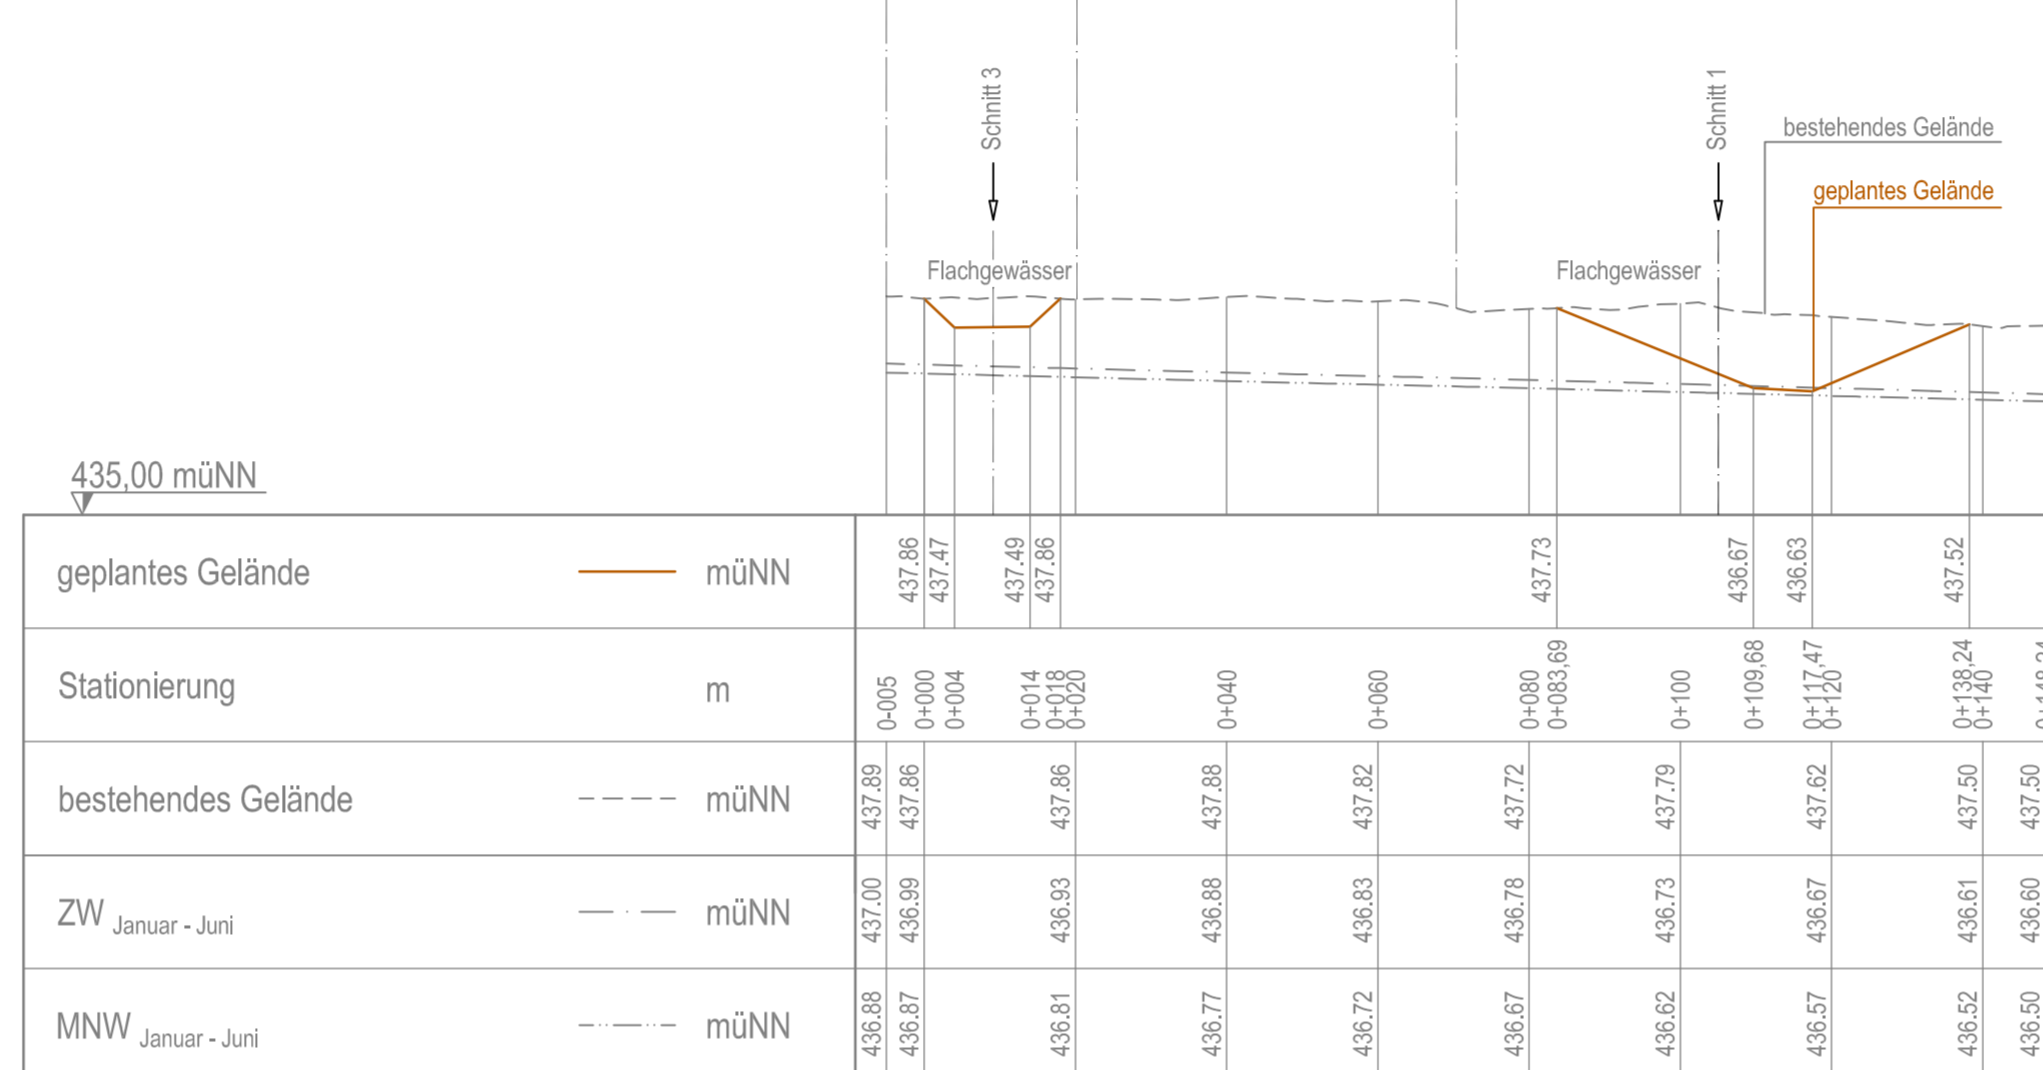 Schnitt 3
Schnitt 1
bestehendes Gelände
geplantes Gelände
Flachgewässer
Flachgewässer
435,00 müNN
geplantes Gelände müNN 437.86 437.47 437.49 437.86 437.73 436.67 436.63 437.52
Stationierung m 0-005 0+000 0+004 0+014 0+018 0+020 0+040 0+060 0+080 0+083,69 0+100 0+109,68 0+117,47 0+120 0+138,24 0+140
bestehendes Gelände müNN 437.89 437.86 437.86 437.88 437.82 437.72 437.79 437.62 437.50 437.50
ZW Januar - Juni müNN 437.00 436.99 436.93 436.88 436.83 436.78 436.73 436.67 436.61 436.60
MNW Januar - Juni müNN 436.88 436.87 436.81 436.77 436.72 436.67 436.62 436.57 436.52 436.50